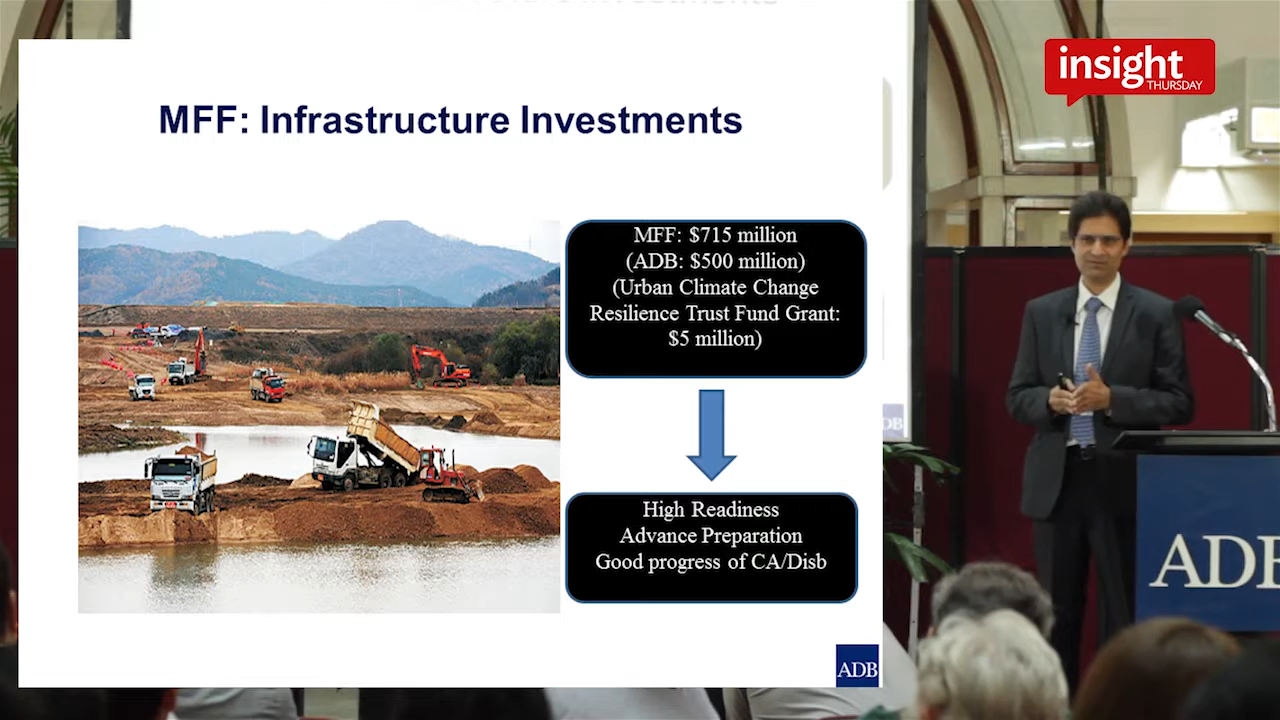 insight
THURSDAY
MFF: Infrastructure Investments
MFF: $715 million
(ADB: $500 million)
(Urban Climate Change
Resilience Trust Fund Grant:
$5 million)
High Readiness
Advance Preparation
Good progress of CA/Disb
ADB
DB
ADB